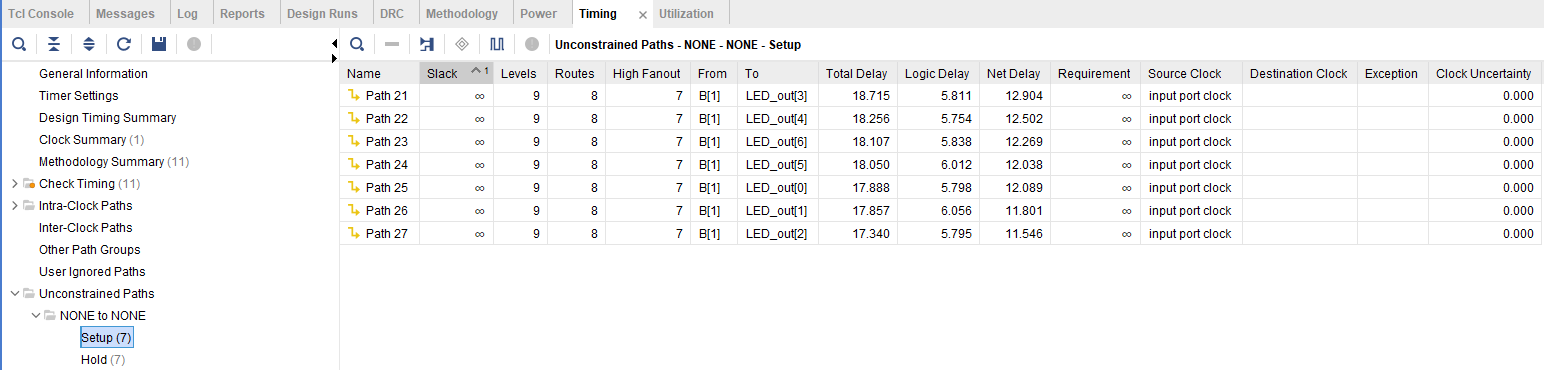 Tcl Console Messages Log Reports Design Runs DRC Methodology Power Timing × Utilization
Unconstrained Paths - NONE - NONE - Setup
General Information
Timer Settings
Design Timing Summary
Clock Summary (1)
Methodology Summary (11)
Check Timing (11)
Intra-Clock Paths
Inter-Clock Paths
Other Path Groups
User Ignored Paths
Unconstrained Paths
NONE to NONE
Setup (7)
Hold (7)
Name Slack 1 Levels Routes High Fanout From To Total Delay Logic Delay Net Delay Requirement Source Clock Destination Clock Exception Clock Uncertainty
Path 21 ∞ 9 8 7 B[1] LED_out[3] 18.715 5.811 12.904 ∞ input port clock 0.000
Path 22 ∞ 9 8 7 B[1] LED_out[4] 18.256 5.754 12.502 ∞ input port clock 0.000
Path 23 ∞ 9 8 7 B[1] LED_out[6] 18.107 5.838 12.269 ∞ input port clock 0.000
Path 24 ∞ 9 8 7 B[1] LED_out[5] 18.050 6.012 12.038 ∞ input port clock 0.000
Path 25 ∞ 9 8 7 B[1] LED_out[0] 17.888 5.798 12.089 ∞ input port clock 0.000
Path 26 ∞ 9 8 7 B[1] LED_out[1] 17.857 6.056 11.801 ∞ input port clock 0.000
Path 27 ∞ 9 8 7 B[1] LED_out[2] 17.340 5.795 11.546 ∞ input port clock 0.000